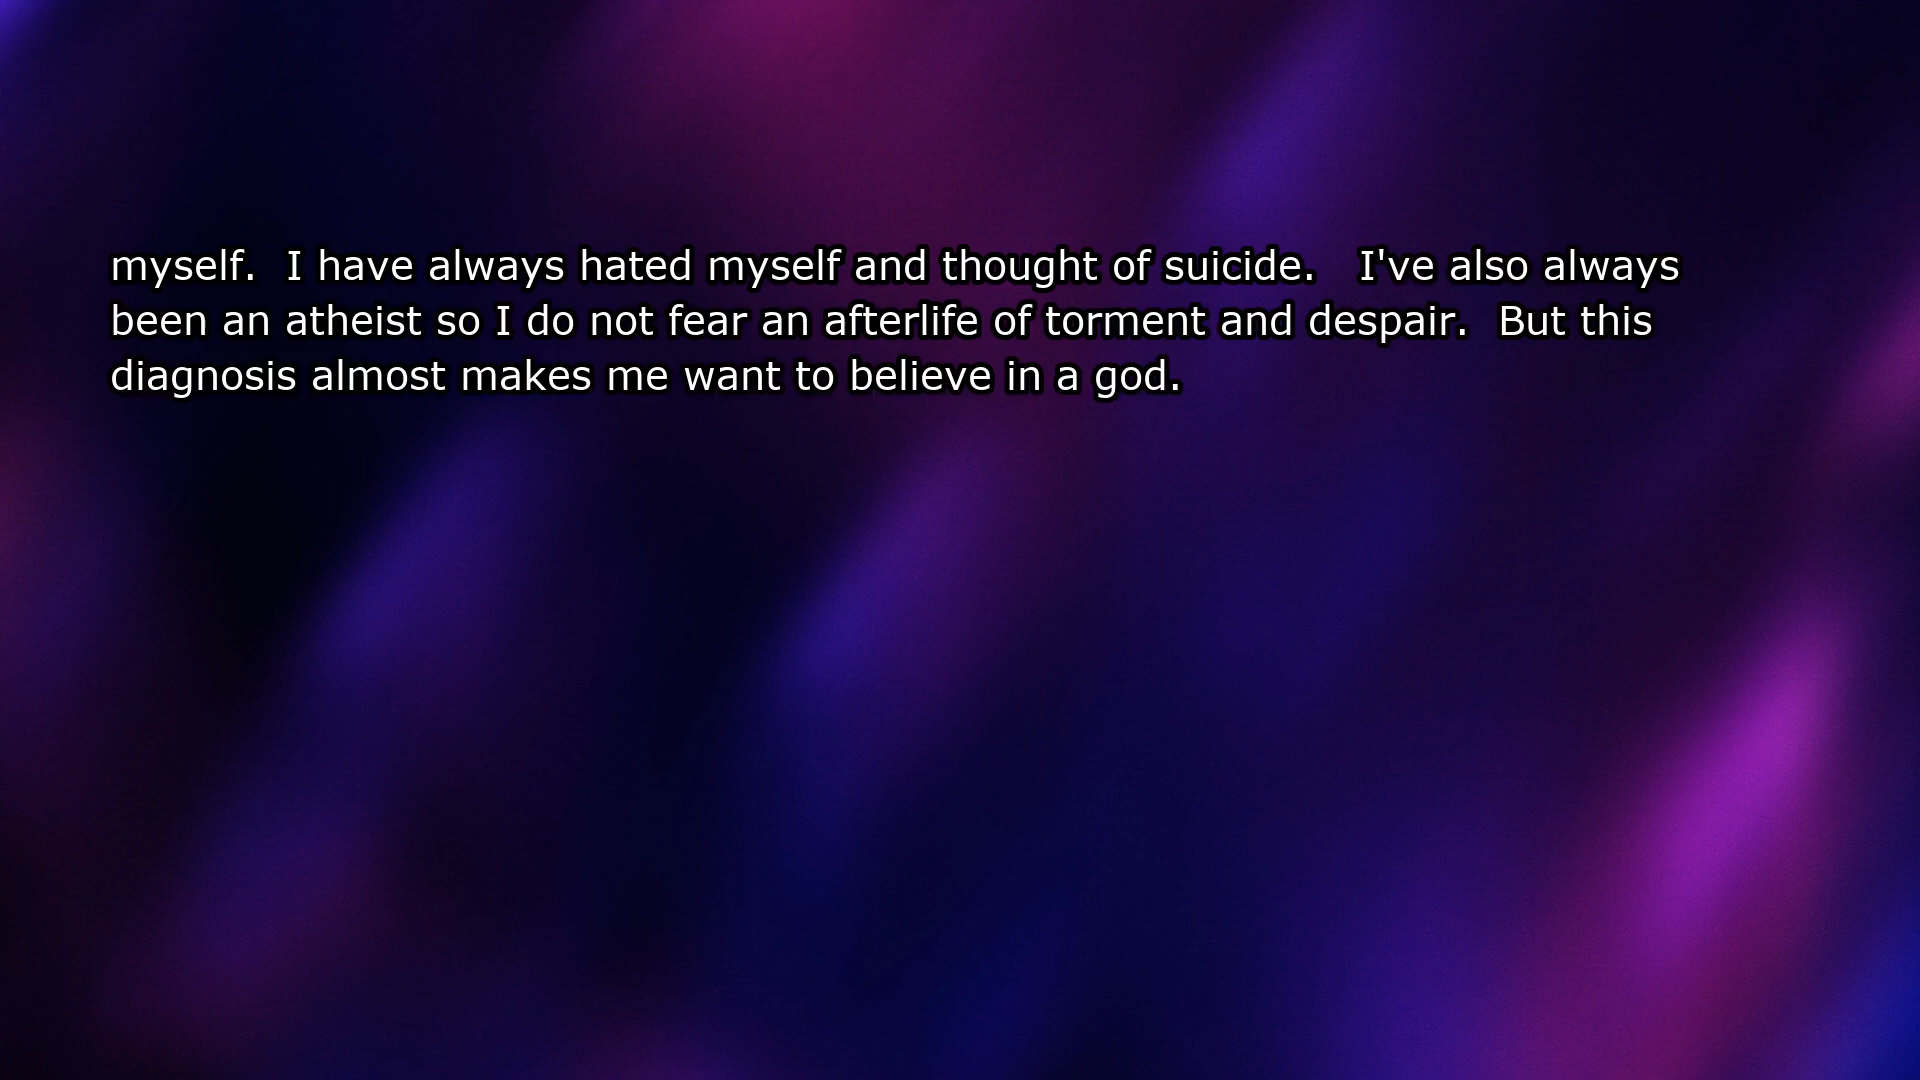 myself.  I have always hated myself and thought of suicide.   I've also always
been an atheist so I do not fear an afterlife of torment and despair.  But this
diagnosis almost makes me want to believe in a god.